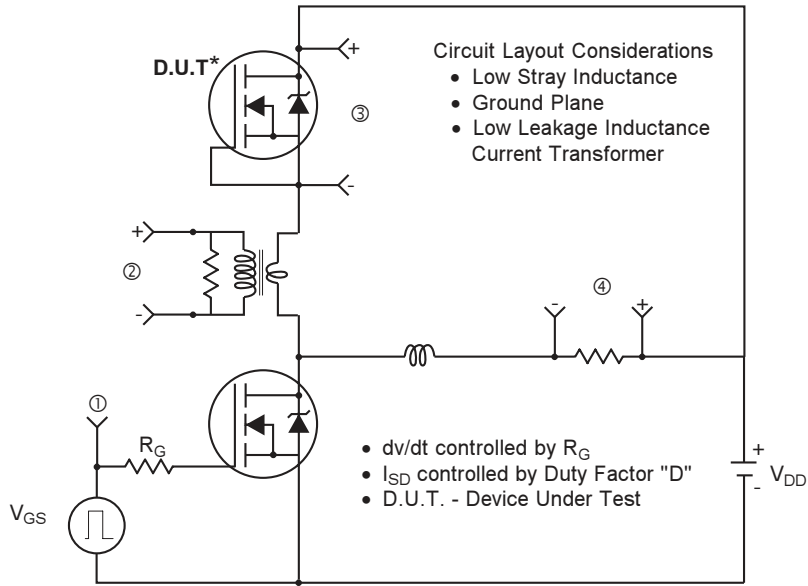 D.U.T*
+
-
③
Circuit Layout Considerations
• Low Stray Inductance
• Ground Plane
• Low Leakage Inductance
Current Transformer
+
②
-
④
-
+
①
R_G
V_GS
• dv/dt controlled by R_G
• I_SD controlled by Duty Factor "D"
• D.U.T. - Device Under Test
+
-
V_DD